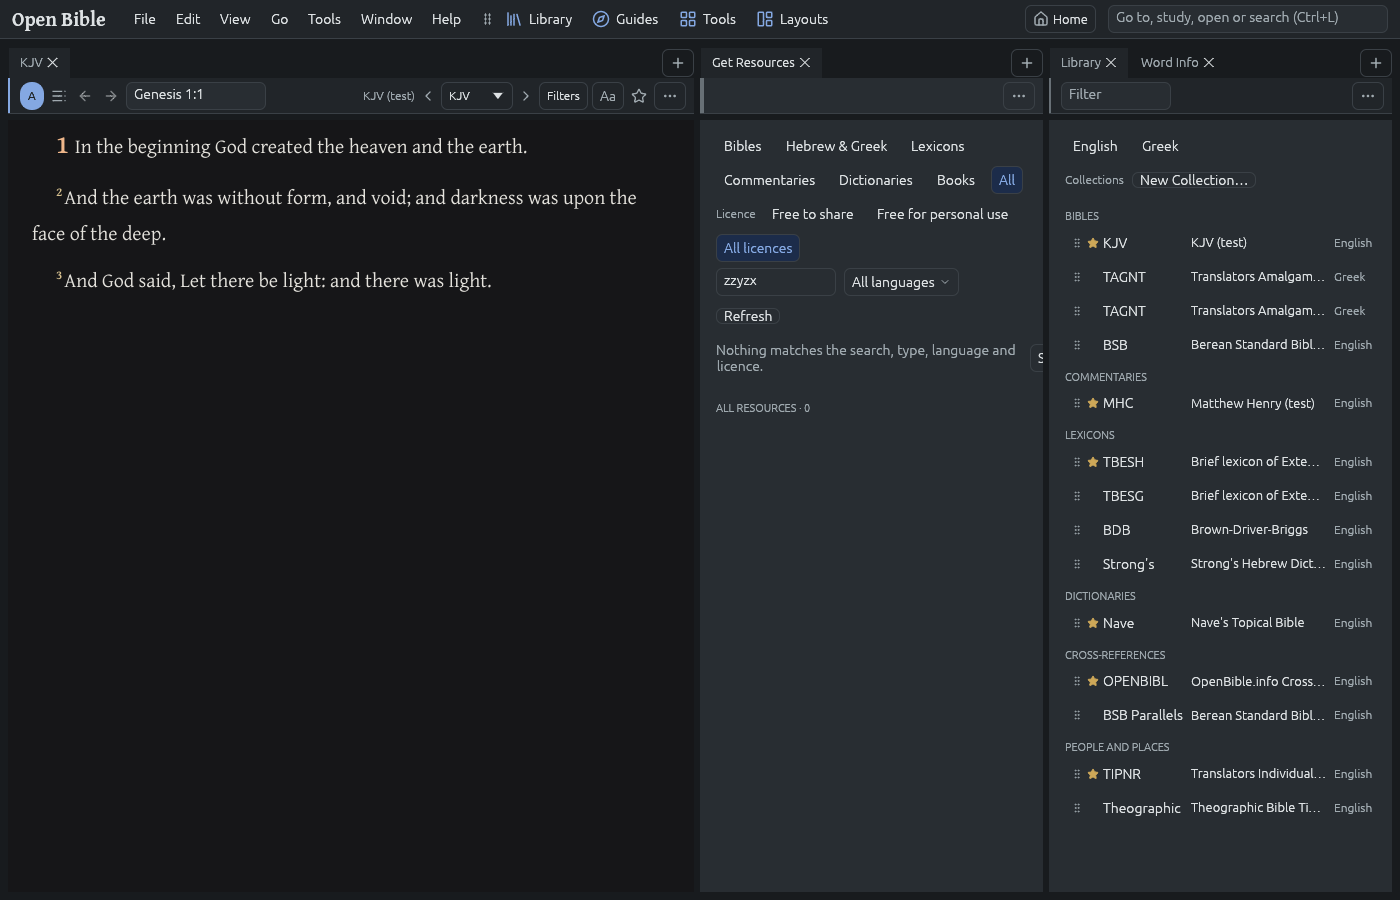 Open Bible File Edit View Go Tools Window Help Library Guides Tools Layouts Home Go to, study, open or search (Ctrl+L)
KJV
A Genesis 1:1 KJV (test) KJV Filters Aa
1 In the beginning God created the heaven and the earth.
2 And the earth was without form, and void; and darkness was upon the
face of the deep.
3 And God said, Let there be light: and there was light.
Get Resources
Bibles Hebrew & Greek Lexicons
Commentaries Dictionaries Books All
Licence Free to share Free for personal use
All licences
zzyzx All languages
Refresh
Nothing matches the search, type, language and
licence.
ALL RESOURCES · 0
Library Word Info
Filter
English Greek
Collections New Collection...
BIBLES
KJV KJV (test) English
TAGNT Translators Amalgam... Greek
TAGNT Translators Amalgam... Greek
BSB Berean Standard Bibl... English
COMMENTARIES
MHC Matthew Henry (test) English
LEXICONS
TBESH Brief lexicon of Exte... English
TBESG Brief lexicon of Exte... English
BDB Brown-Driver-Briggs English
Strong's Strong's Hebrew Dict... English
DICTIONARIES
Nave Nave's Topical Bible English
CROSS-REFERENCES
OPENBIBL OpenBible.info Cross... English
BSB Parallels Berean Standard Bibl... English
PEOPLE AND PLACES
TIPNR Translators Individual... English
Theographic Theographic Bible Ti... English